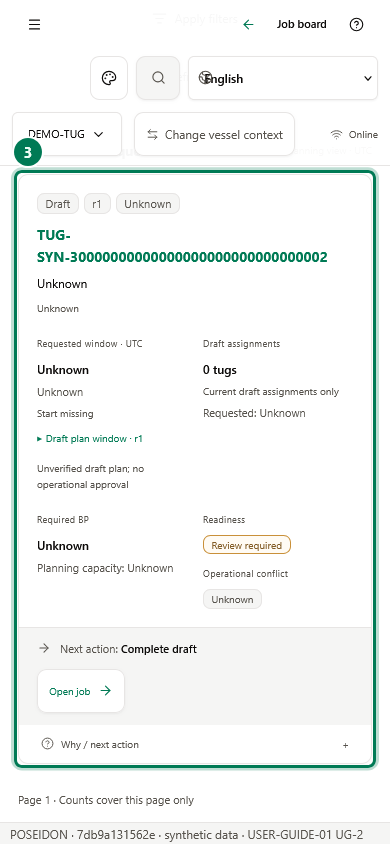 Job board
English
DEMO-TUG
Change vessel context
Online
3
Draft
r1
Unknown
TUG-
SYN-30000000000000000000000000000002
Unknown
Unknown
Requested window · UTC
Unknown
Unknown
Start missing
▸ Draft plan window · r1
Unverified draft plan; no
operational approval
Draft assignments
0 tugs
Current draft assignments only
Requested: Unknown
Required BP
Unknown
Planning capacity: Unknown
Readiness
Review required
Operational conflict
Unknown
Next action: Complete draft
Open job
Why / next action
+
Page 1 · Counts cover this page only
POSEIDON · 7db9a131562e · synthetic data · USER-GUIDE-01 UG-2